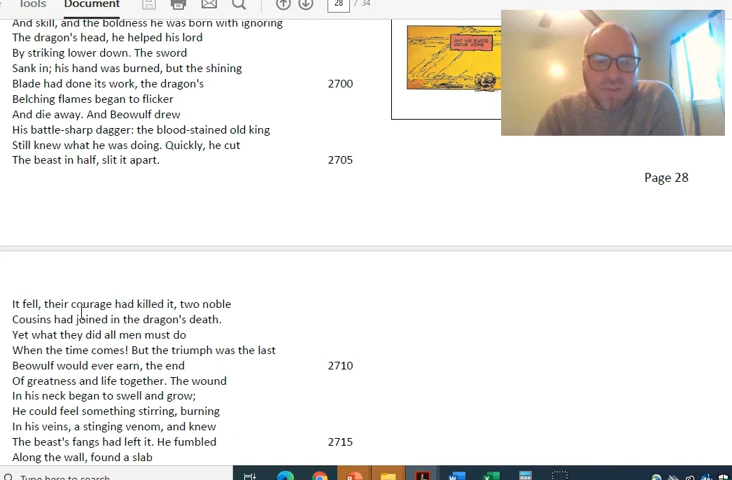 Tools Document 28 / 34
And skill, and the boldness he was born with ignoring
The dragon's head, he helped his lord
By striking lower down. The sword
Sank in; his hand was burned, but the shining
Blade had done its work, the dragon's 2700
Belching flames began to flicker
And die away. And Beowulf drew
His battle-sharp dagger: the blood-stained old king
Still knew what he was doing. Quickly, he cut
The beast in half, slit it apart. 2705
Page 28
It fell, their courage had killed it, two noble
Cousins had joined in the dragon's death.
Yet what they did all men must do
When the time comes! But the triumph was the last
Beowulf would ever earn, the end 2710
Of greatness and life together. The wound
In his neck began to swell and grow;
He could feel something stirring, burning
In his veins, a stinging venom, and knew
The beast's fangs had left it. He fumbled 2715
Along the wall, found a slab
Type here to search